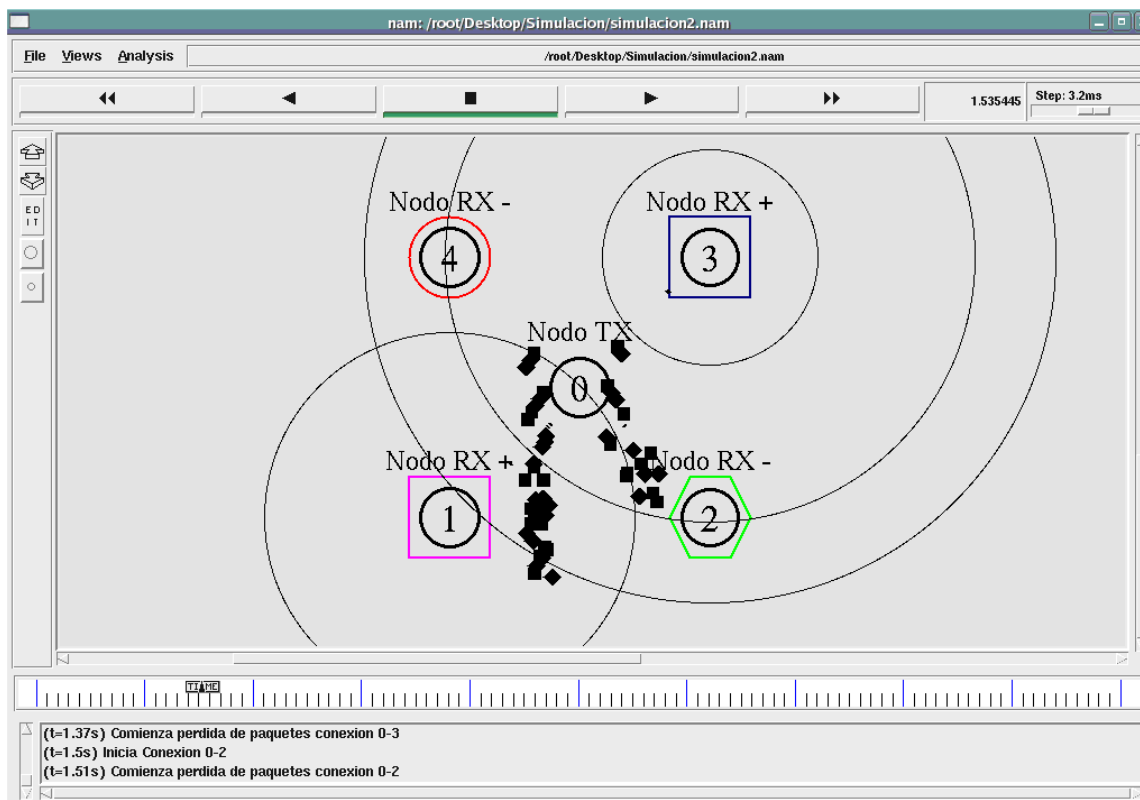 nam: /root/Desktop/Simulacion/simulacion2.nam
File Views Analysis /root/Desktop/Simulacion/simulacion2.nam
1.535445 Step: 3.2ms
ED
IT
Nodo RX - Nodo RX +
4 3
Nodo TX
0
Nodo RX + Nodo RX -
1 2
TIME
(t=1.37s) Comienza perdida de paquetes conexion 0-3
(t=1.5s) Inicia Conexion 0-2
(t=1.51s) Comienza perdida de paquetes conexion 0-2